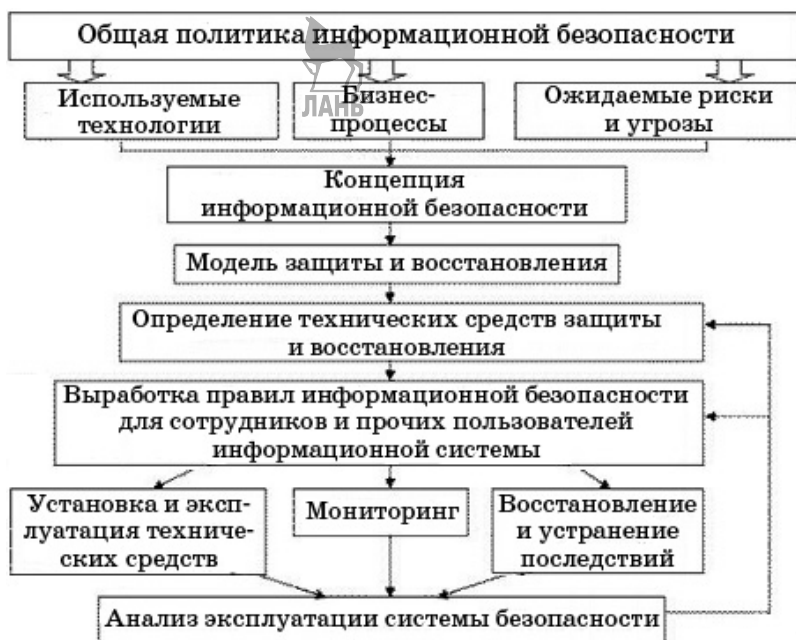 Общая политика информационной безопасности
Используемые
технологии
Бизнес-
процессы
Ожидаемые риски
и угрозы
ЛАНЬ
Концепция
информационной безопасности
Модель защиты и восстановления
Определение технических средств защиты
и восстановления
Выработка правил информационной безопасности
для сотрудников и прочих пользователей
информационной системы
Установка и эксп-
луатация техниче-
ских средств
Мониторинг
Восстановление
и устранение
последствий
Анализ эксплуатации системы безопасности